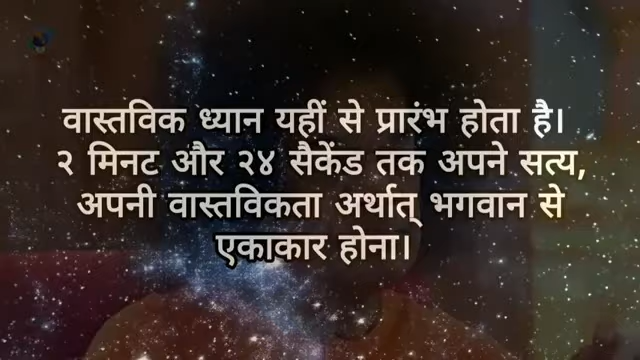 वास्तविक ध्यान यहीं से प्रारंभ होता है।
२ मिनट और २४ सैकेंड तक अपने सत्य,
अपनी वास्तविकता अर्थात् भगवान से
एकाकार होना।